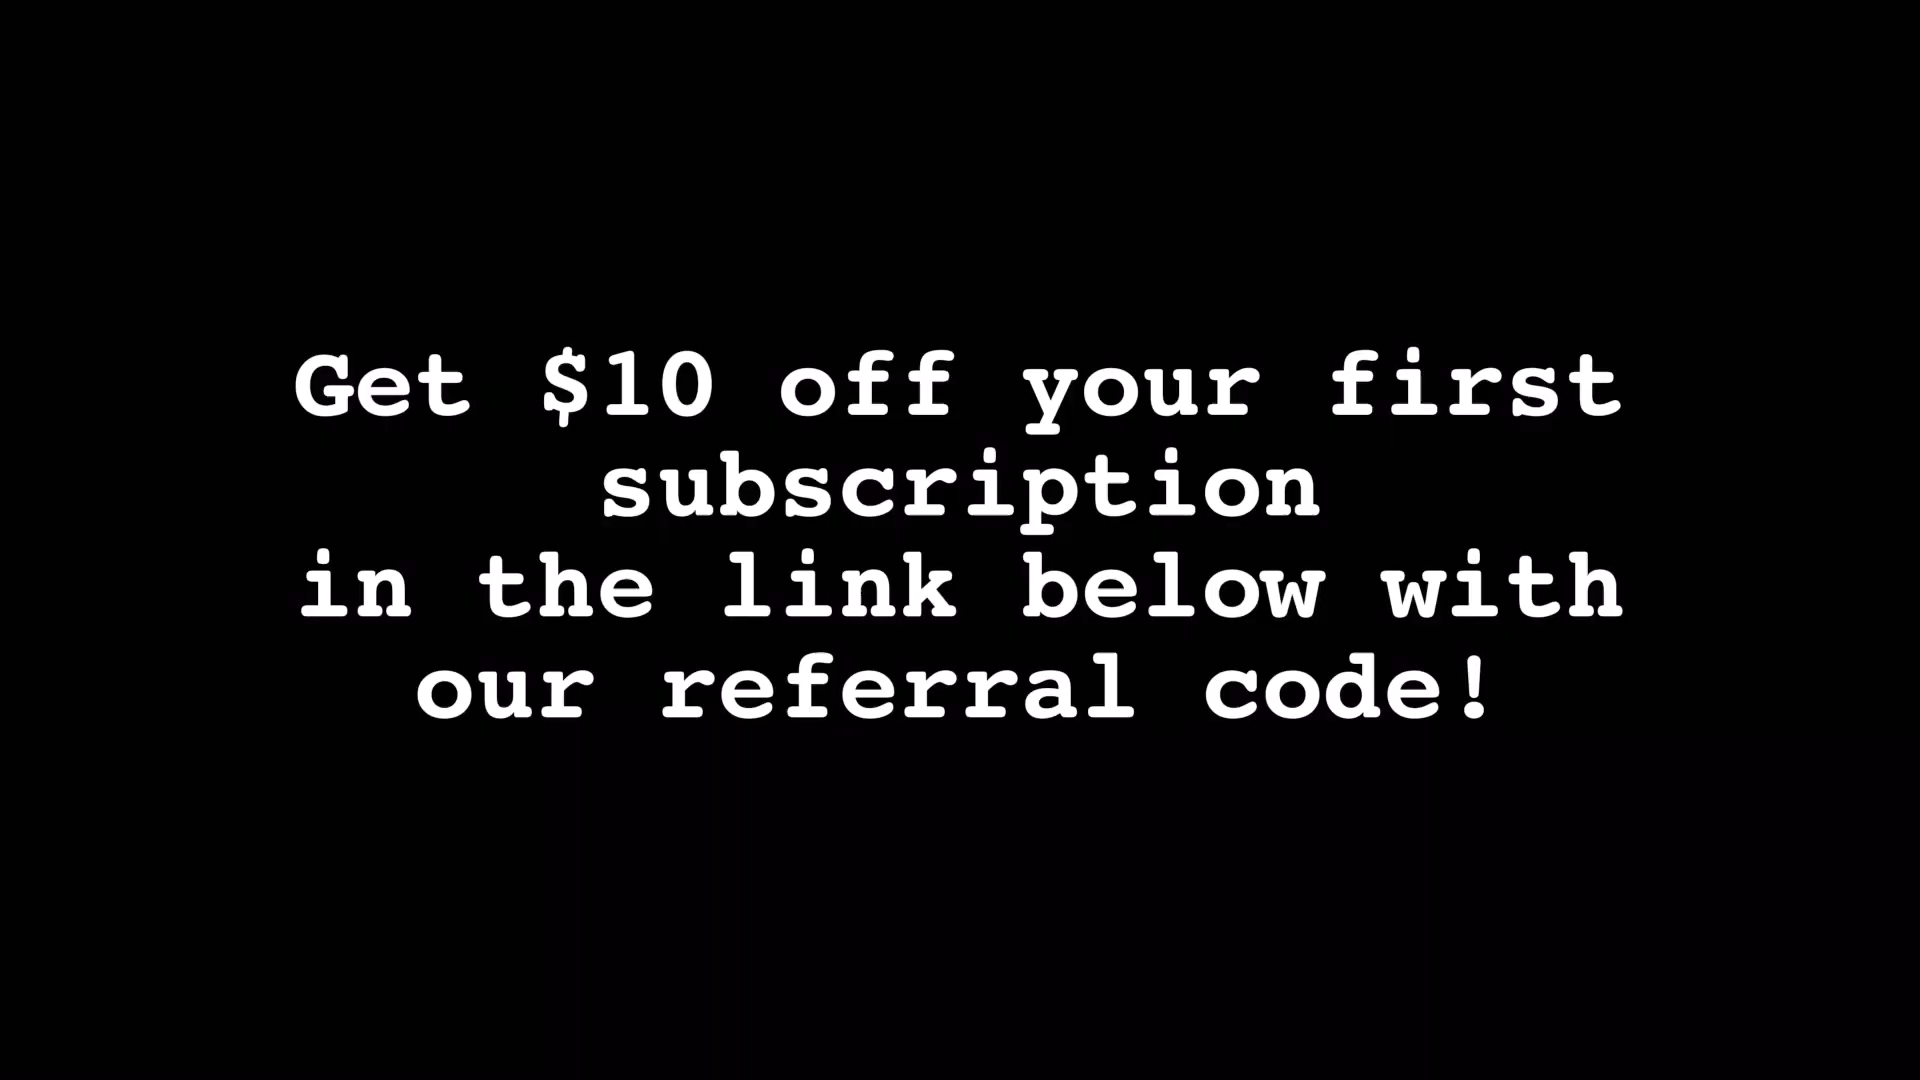 Get $10 off your first
subscription
in the link below with
our referral code!